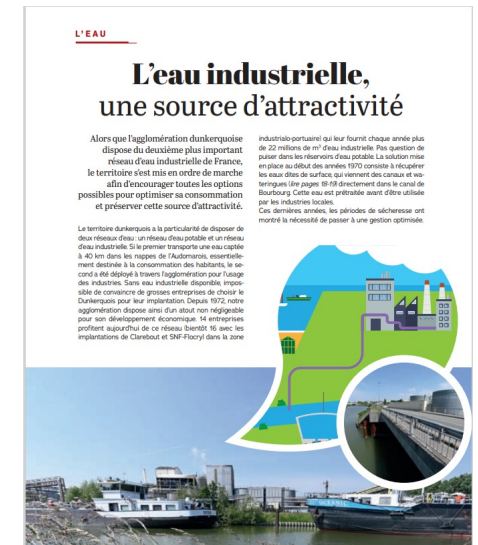 L'EAU
L'eau industrielle,
une source d'attractivité
Alors que l'agglomération dunkerquoise
dispose du deuxième plus important
réseau d'eau industrielle de France,
le territoire s'est mis en ordre de marche
afin d'encourager toutes les options
possibles pour optimiser sa consommation
et préserver cette source d'attractivité.
Le territoire dunkerquois a la particularité de disposer de
deux réseaux d'eau : un réseau d'eau potable et un réseau
d'eau industrielle. Si le premier transporte une eau captée
à 40 km dans les nappes de l'Audomarois, essentielle-
ment destinée à la consommation des habitants, le se-
cond a été déployé à travers l'agglomération pour l'usage
des industries. Sans eau industrielle disponible, impos-
sible de convaincre de grosses entreprises de choisir le
Dunkerquois pour leur implantation. Depuis 1972, notre
agglomération dispose ainsi d'un atout non négligeable
pour son développement économique. 14 entreprises
profitent aujourd'hui de ce réseau (bientôt 16 avec les
implantations de Clarebout et SNF-Flocryl dans la zone
industrialo-portuaire) qui leur fournit chaque année plus
de 22 millions de m³ d'eau industrielle. Pas question de
puiser dans les réservoirs d'eau potable. La solution mise
en place au début des années 1970 consiste à récupérer
les eaux dites de surface, qui viennent des canaux et wa-
teringues (lire pages 18-19) directement dans le canal de
Bourbourg. Cette eau est prétraitée avant d'être utilisée
par les industries locales.
Ces dernières années, les périodes de sécheresse ont
montré la nécessité de passer à une gestion optimisée.